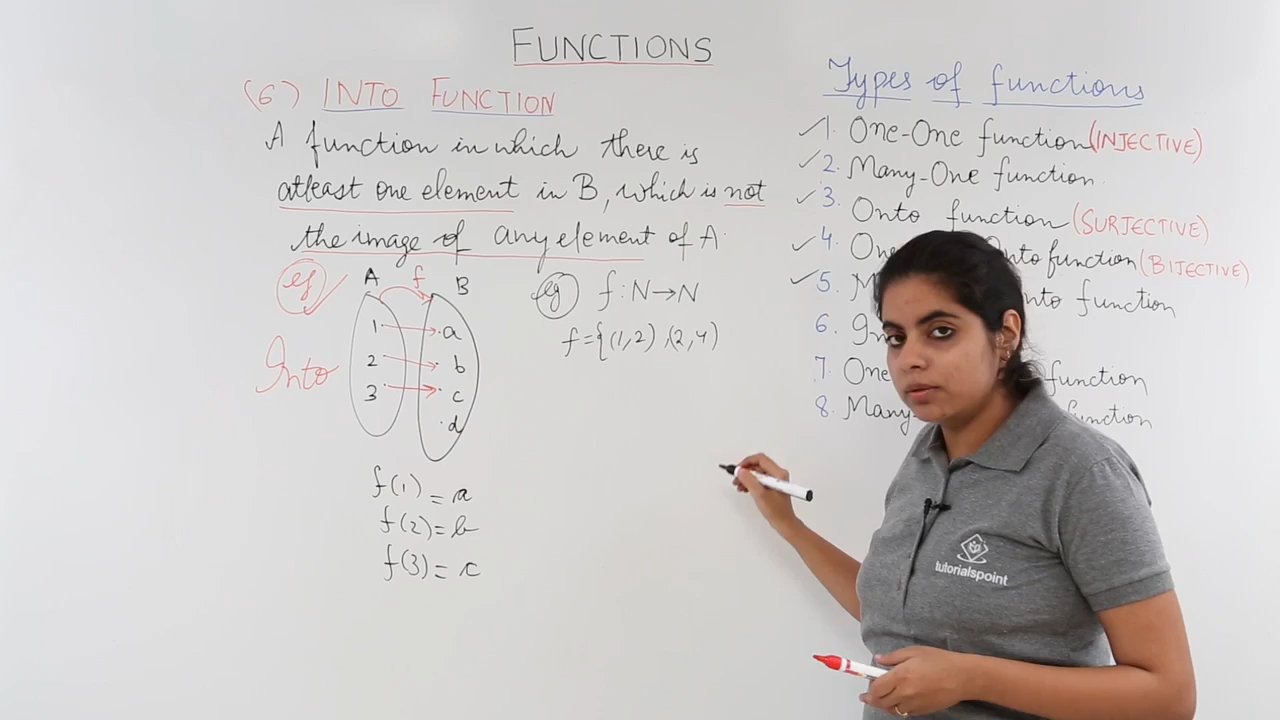 FUNCTIONS
(6) INTO FUNCTION
A function in which there is
atleast one element in B, which is not
the image of any element of A.
eg
A f B
Into
1 a
2 b
3 c
d
f(1) = a
f(2) = b
f(3) = c
eg f: N→N
f = {(1,2), (2,4)
Types of functions
1. One-One function (INJECTIVE)
2. Many-One function.
3. Onto function (SURJECTIVE)
4. One Onto function (BIJECTIVE)
5. nto function
6. In
7. One function
8. Many function
tutorialspoint